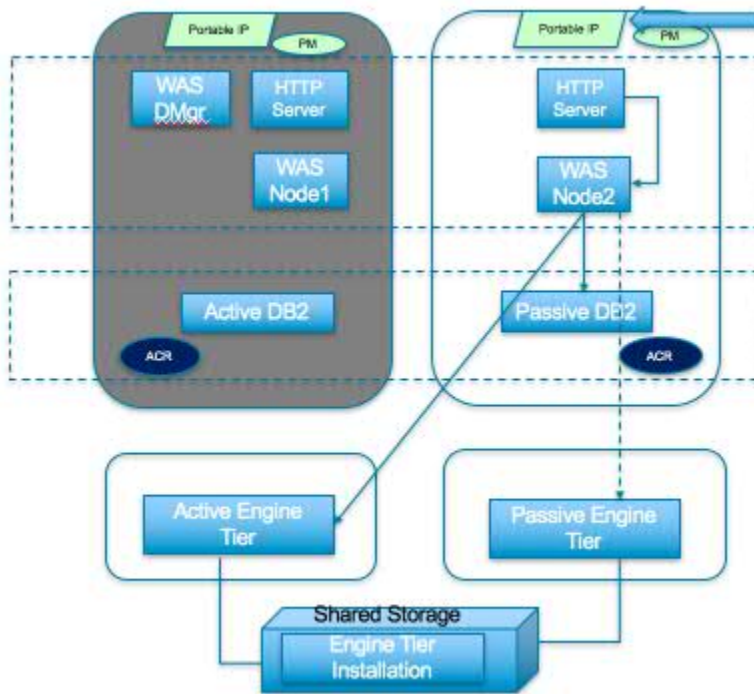 Portable IP
PM
Portable IP
PM
WAS
DMgr
HTTP
Server
HTTP
Server
WAS
Node1
WAS
Node2
Active DB2
Passive DB2
ACR
ACR
Active Engine
Tier
Passive Engine
Tier
Shared Storage
Engine Tier
Installation